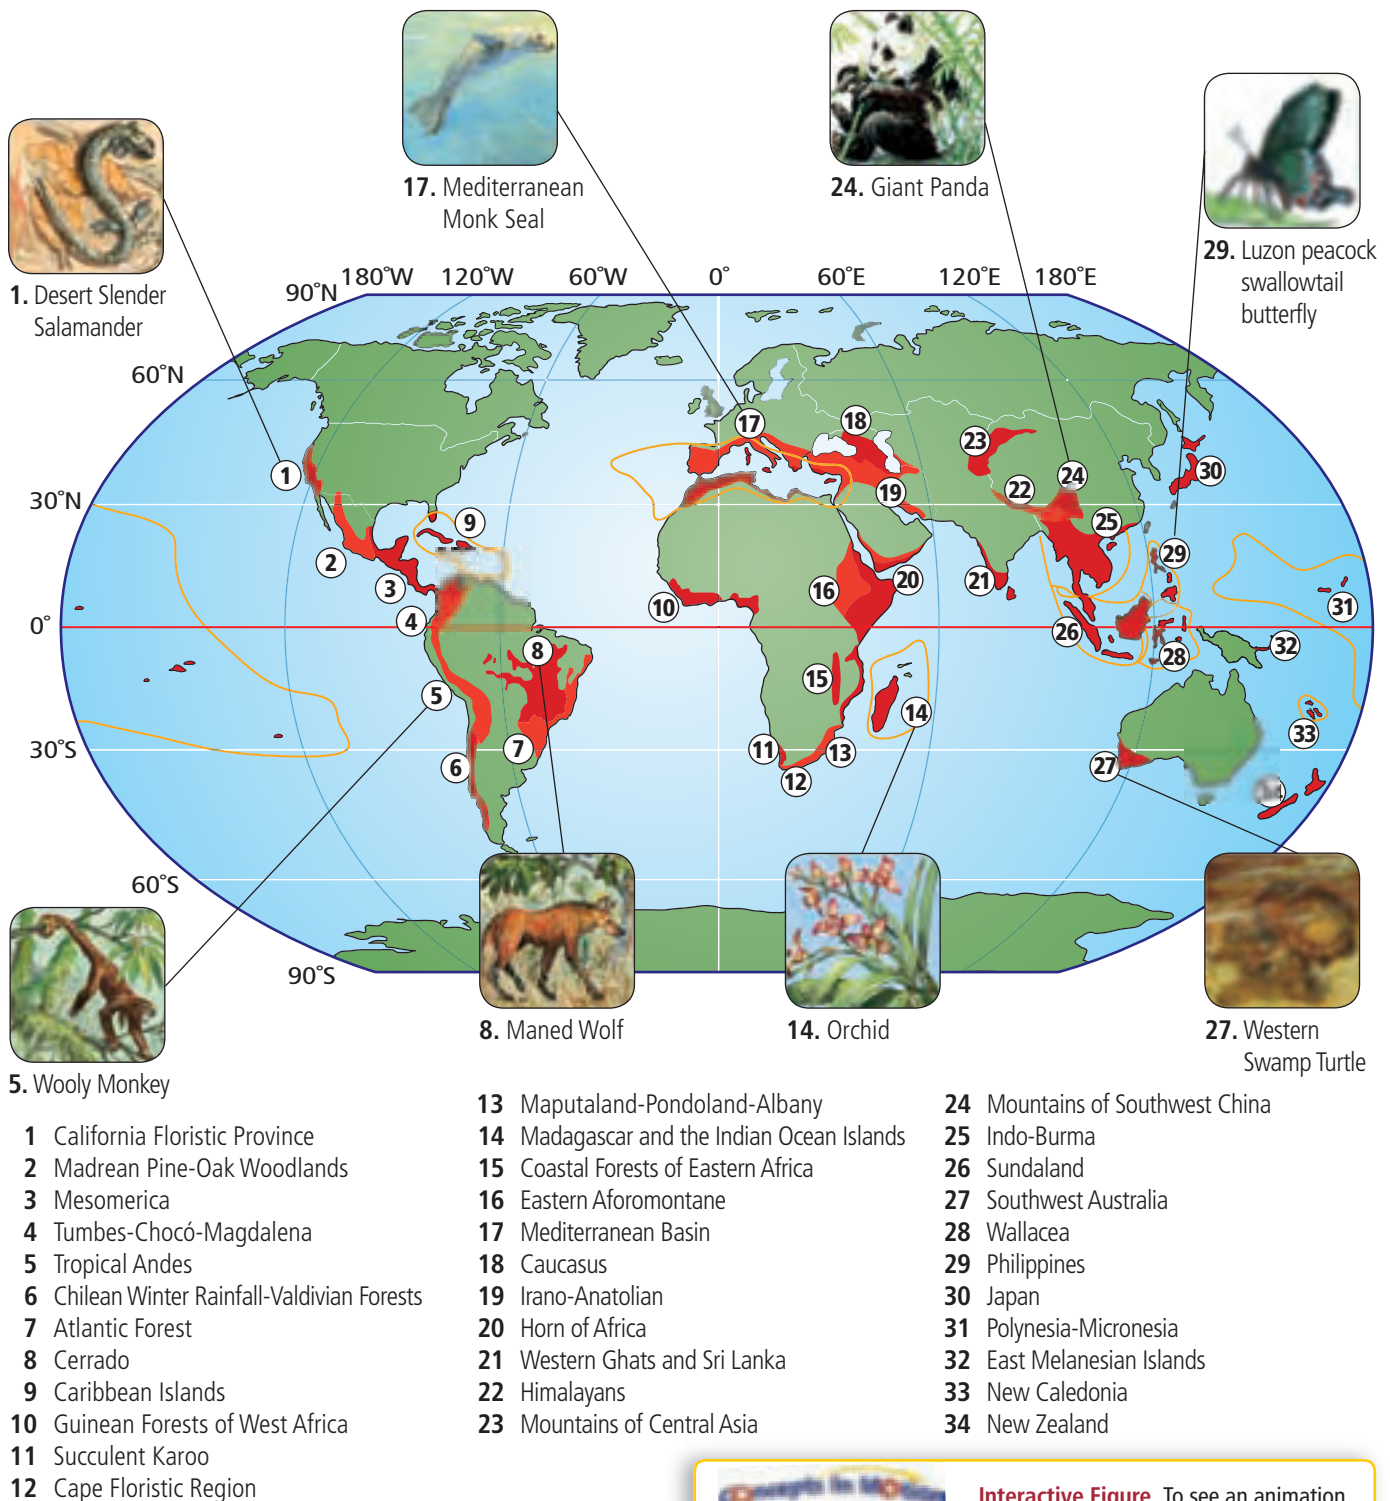 17. Mediterranean
Monk Seal
24. Giant Panda
29. Luzon peacock
swallowtail
butterfly
1. Desert Slender
Salamander
90°N
180°W
120°W
60°W
0°
60°E
120°E
180°E
60°N
30°N
0°
30°S
60°S
90°S
17
18
23
24
1
22
30
19
9
25
2
29
3
16
20
21
10
31
4
26
8
32
28
15
5
14
33
7
11
13
6
12
27
5. Wooly Monkey
8. Maned Wolf
14. Orchid
27. Western
Swamp Turtle
1 California Floristic Province
2 Madrean Pine-Oak Woodlands
3 Mesomerica
4 Tumbes-Chocó-Magdalena
5 Tropical Andes
6 Chilean Winter Rainfall-Valdivian Forests
7 Atlantic Forest
8 Cerrado
9 Caribbean Islands
10 Guinean Forests of West Africa
11 Succulent Karoo
12 Cape Floristic Region
13 Maputaland-Pondoland-Albany
14 Madagascar and the Indian Ocean Islands
15 Coastal Forests of Eastern Africa
16 Eastern Aforomontane
17 Mediterranean Basin
18 Caucasus
19 Irano-Anatolian
20 Horn of Africa
21 Western Ghats and Sri Lanka
22 Himalayans
23 Mountains of Central Asia
24 Mountains of Southwest China
25 Indo-Burma
26 Sundaland
27 Southwest Australia
28 Wallacea
29 Philippines
30 Japan
31 Polynesia-Micronesia
32 East Melanesian Islands
33 New Caledonia
34 New Zealand
Interactive Figure To see an animation